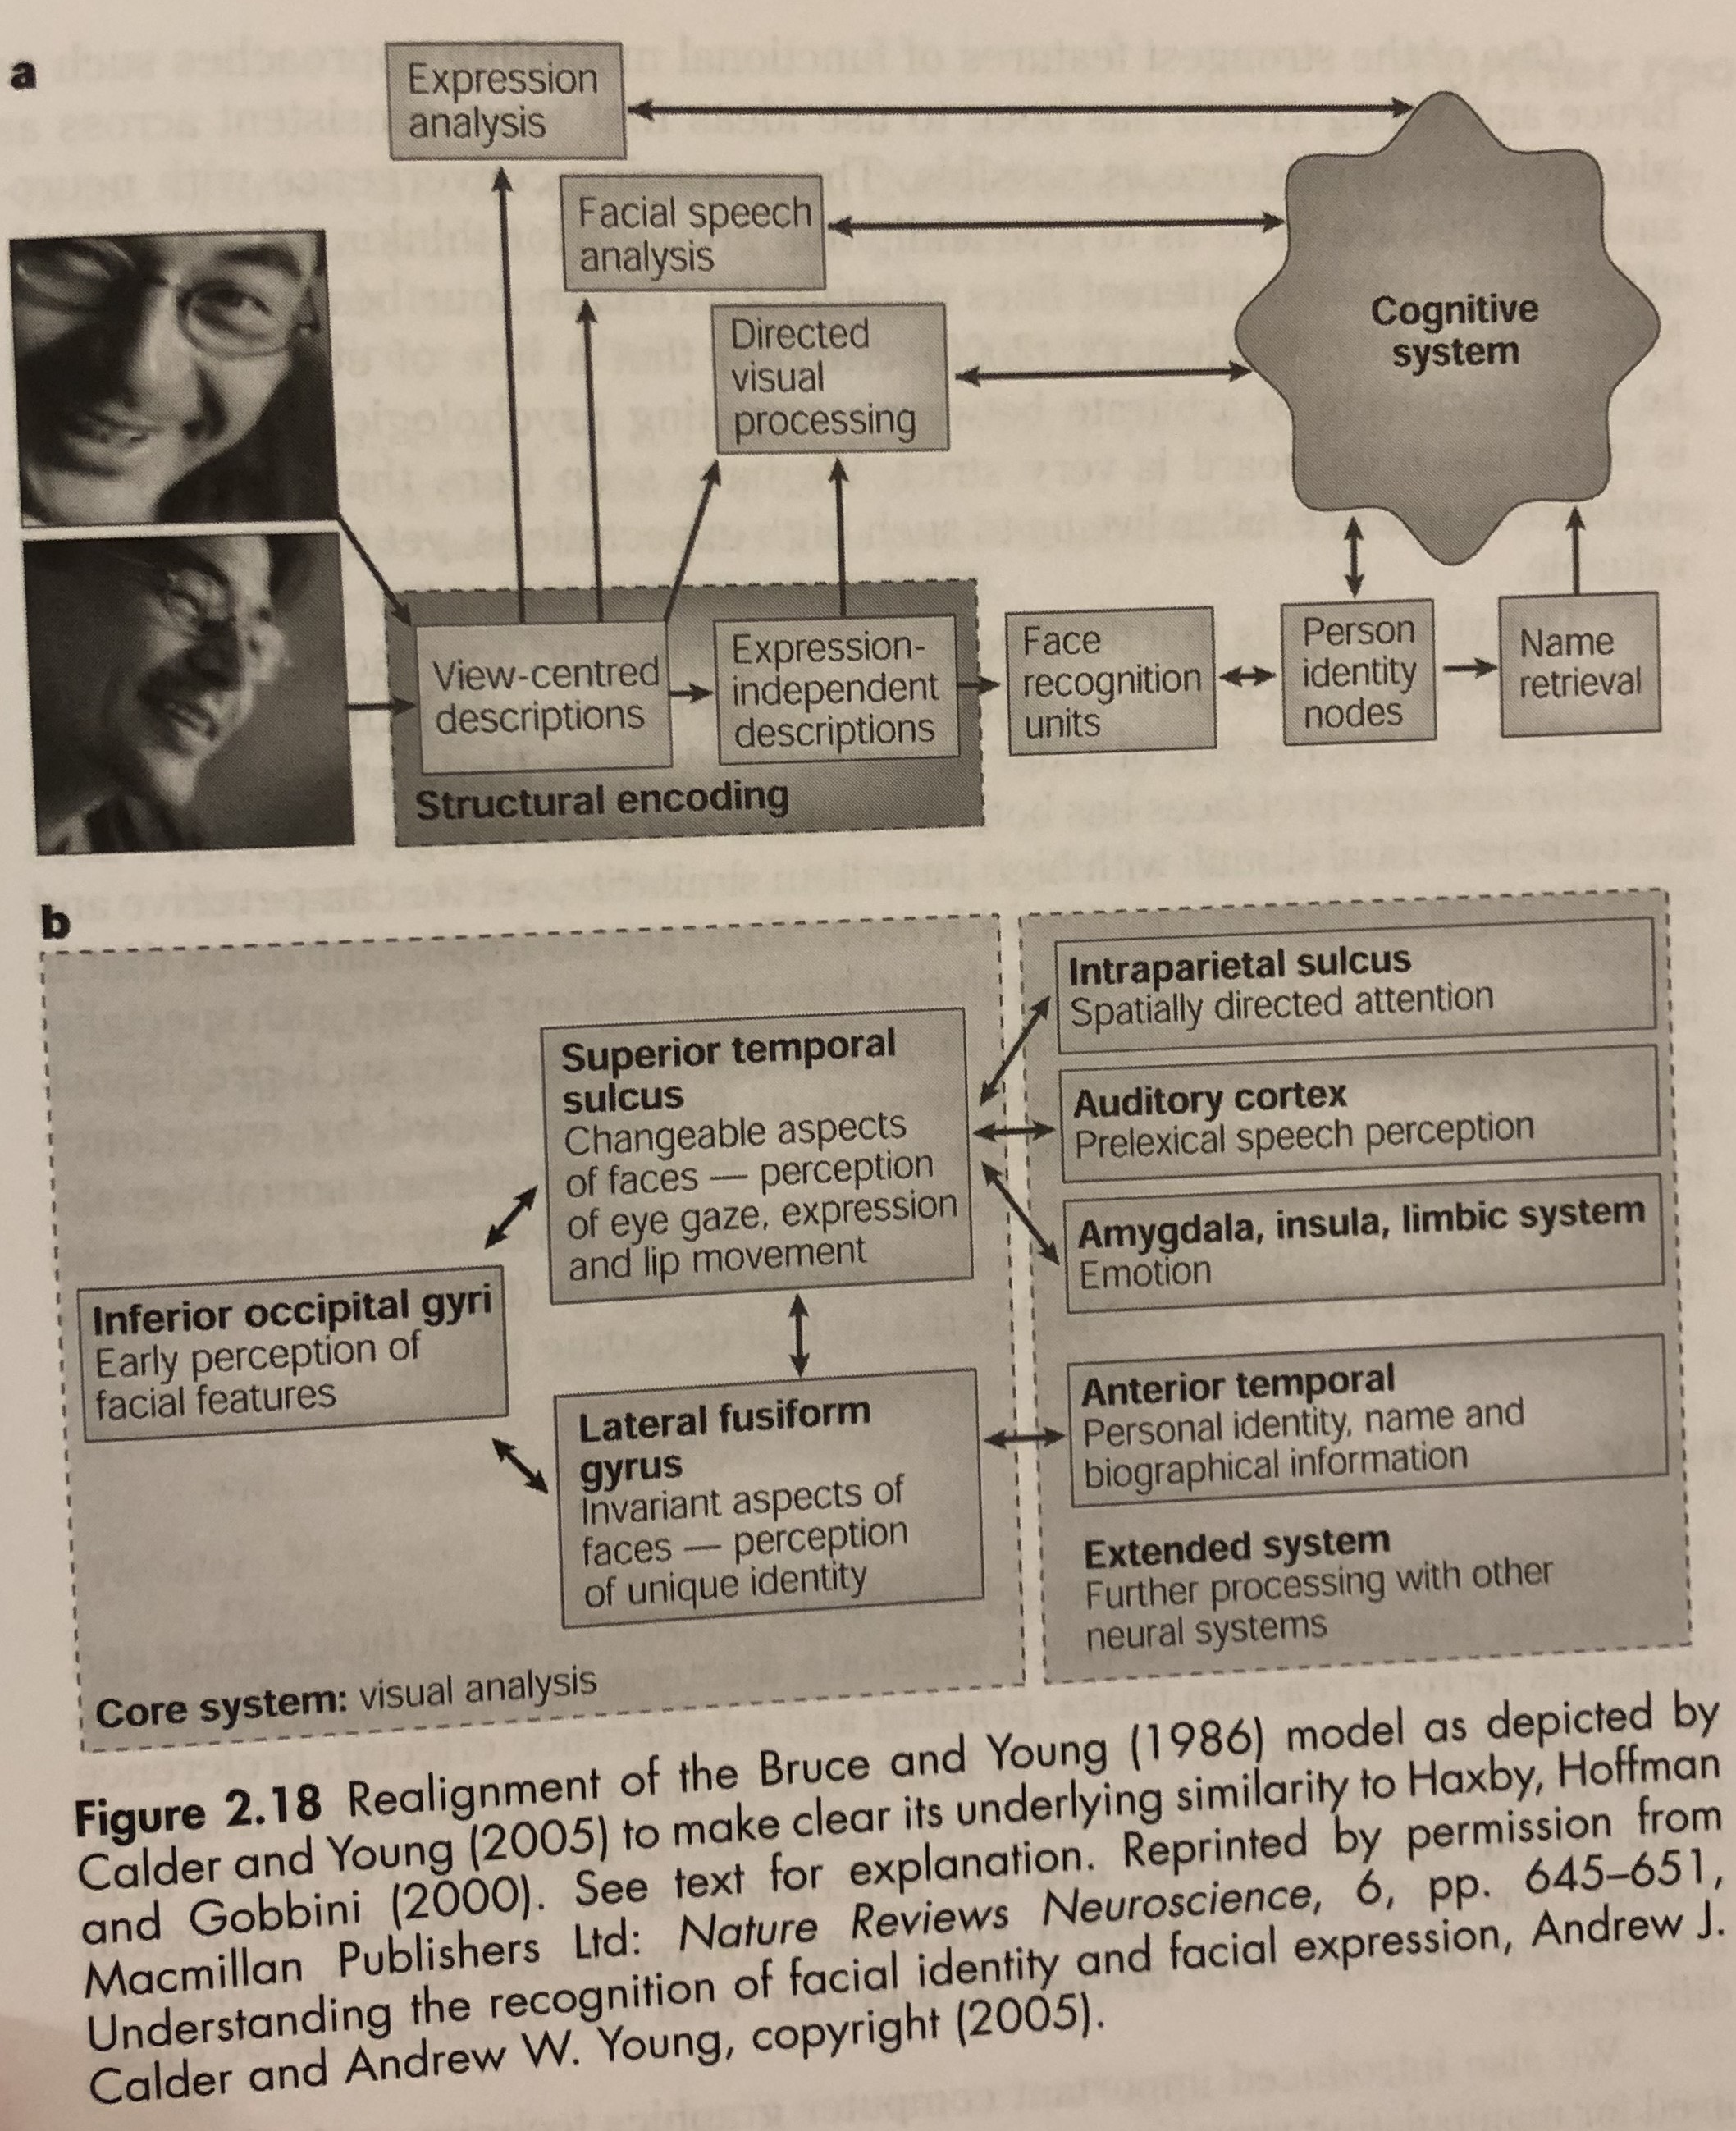 a
Expression
analysis
Facial speech
analysis
Directed
visual
processing
Cognitive
system
View-centred
descriptions
Expression-
independent
descriptions
Structural encoding
Face
recognition
units
Person
identity
nodes
Name
retrieval
b
Superior temporal
sulcus
Changeable aspects
of faces — perception
of eye gaze, expression
and lip movement
Inferior occipital gyri
Early perception of
facial features
Lateral fusiform
gyrus
Invariant aspects of
faces — perception
of unique identity
Core system: visual analysis
Intraparietal sulcus
Spatially directed attention
Auditory cortex
Prelexical speech perception
Amygdala, insula, limbic system
Emotion
Anterior temporal
Personal identity, name and
biographical information
Extended system
Further processing with other
neural systems
Figure 2.18 Realignment of the Bruce and Young (1986) model as depicted by
Calder and Young (2005) to make clear its underlying similarity to Haxby, Hoffman
and Gobbini (2000). See text for explanation. Reprinted by permission from
Macmillan Publishers Ltd: Nature Reviews Neuroscience, 6, pp. 645–651,
Understanding the recognition of facial identity and facial expression, Andrew J.
Calder and Andrew W. Young, copyright (2005).